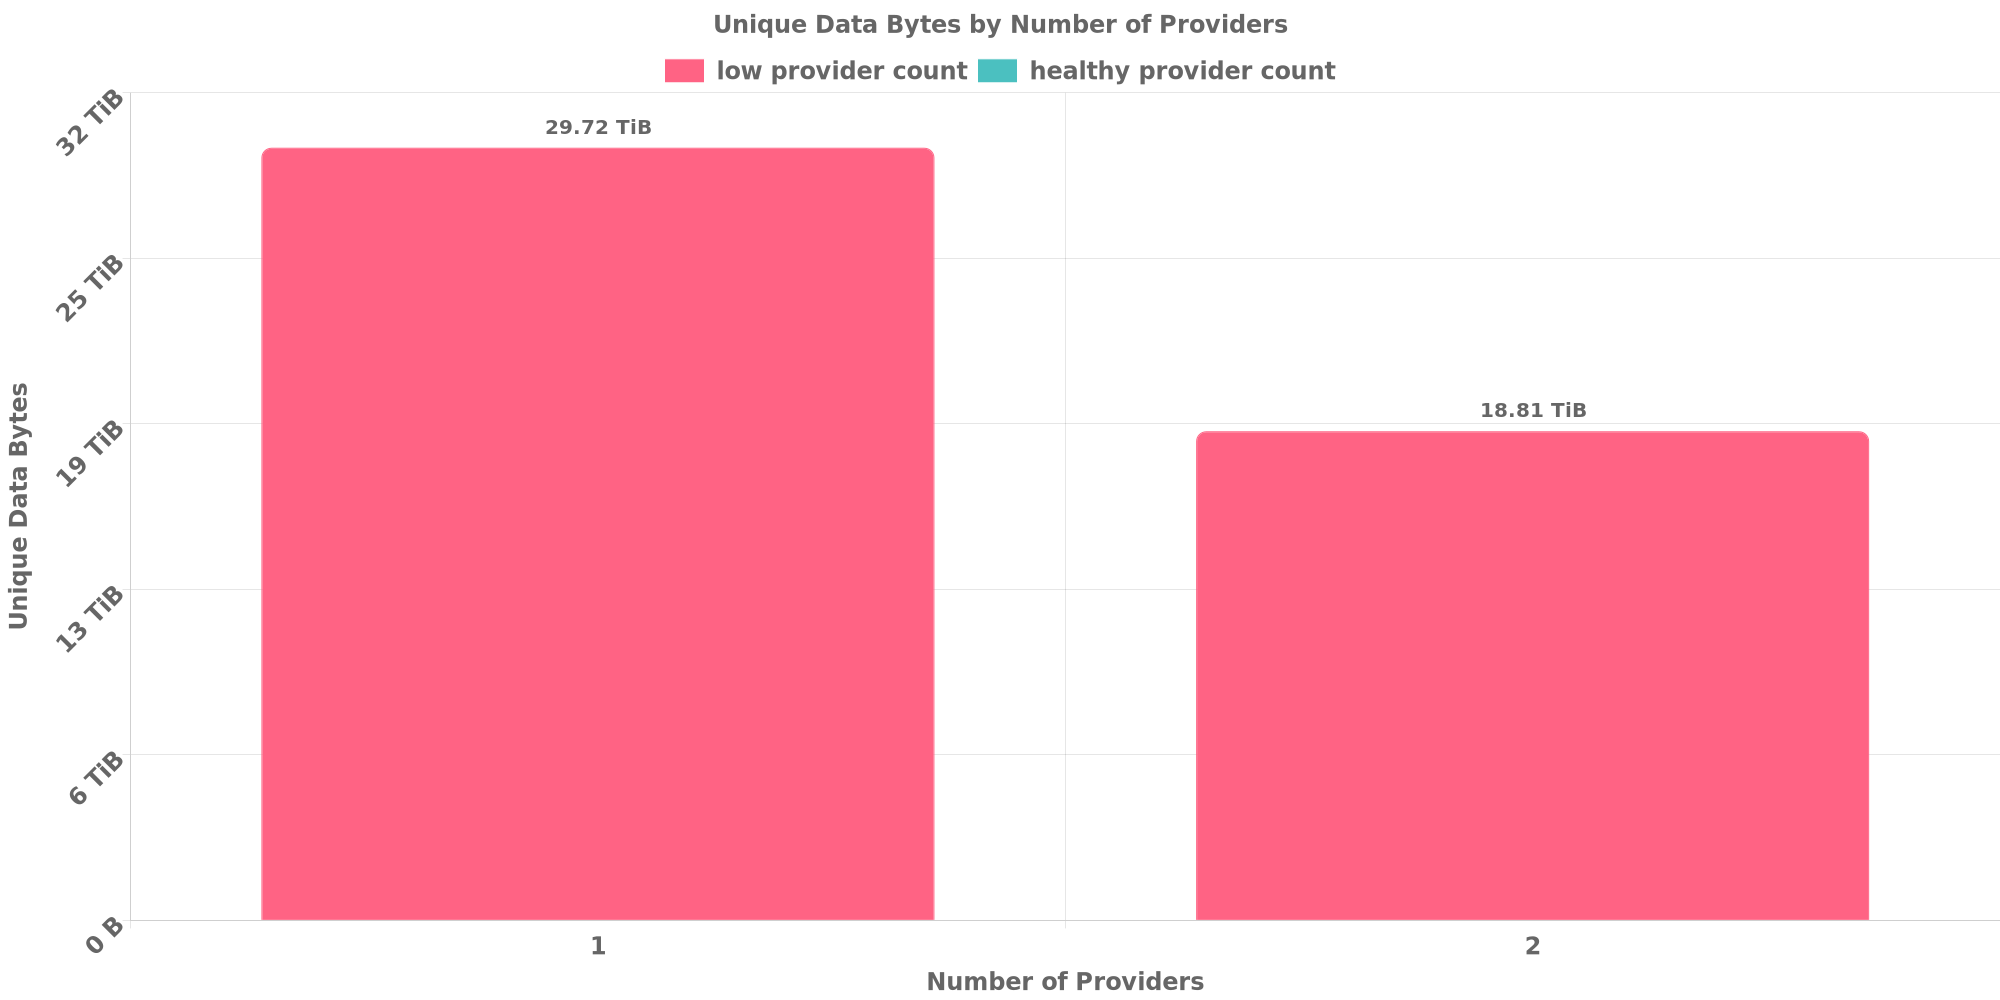 Unique Data Bytes by Number of Providers
low provider count
healthy provider count
32 TiB
25 TiB
19 TiB
13 TiB
6 TiB
0 B
Unique Data Bytes
29.72 TiB
18.81 TiB
1
2
Number of Providers